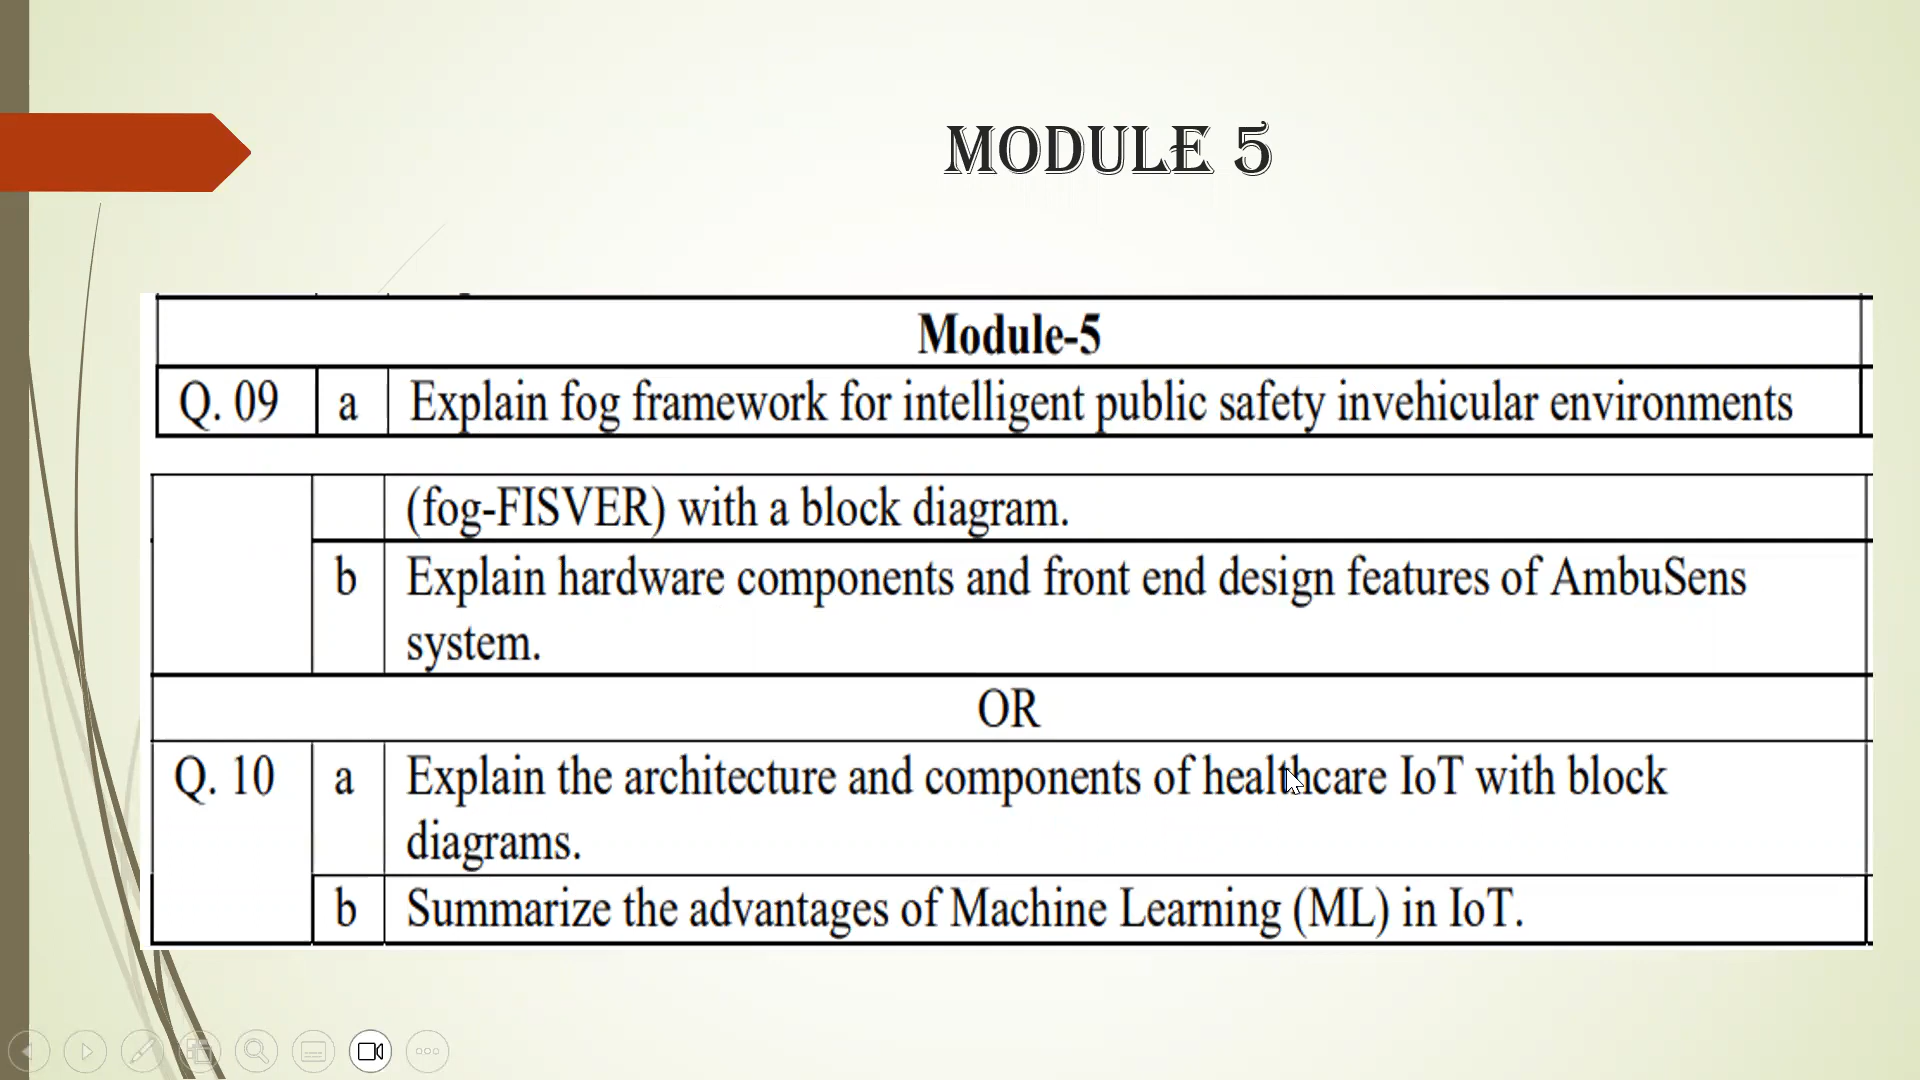 MODULE 5
Module-5
Q. 09 a Explain fog framework for intelligent public safety invehicular environments
(fog-FISVER) with a block diagram.
b Explain hardware components and front end design features of AmbuSens
system.
OR
Q. 10 a Explain the architecture and components of healthcare IoT with block
diagrams.
b Summarize the advantages of Machine Learning (ML) in IoT.